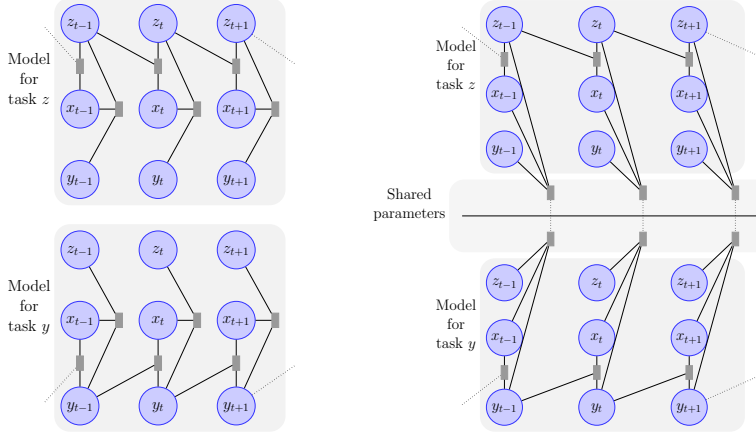 z_{t−1} z_t z_{t+1}
Model
for
task z
x_{t−1} x_t x_{t+1}
y_{t−1} y_t y_{t+1}
z_{t−1} z_t z_{t+1}
Model
for
task y
x_{t−1} x_t x_{t+1}
y_{t−1} y_t y_{t+1}
z_{t−1} z_t z_{t+1}
Model
for
task z
x_{t−1} x_t x_{t+1}
y_{t−1} y_t y_{t+1}
Shared
parameters
z_{t−1} z_t z_{t+1}
Model
for
task y
x_{t−1} x_t x_{t+1}
y_{t−1} y_t y_{t+1}